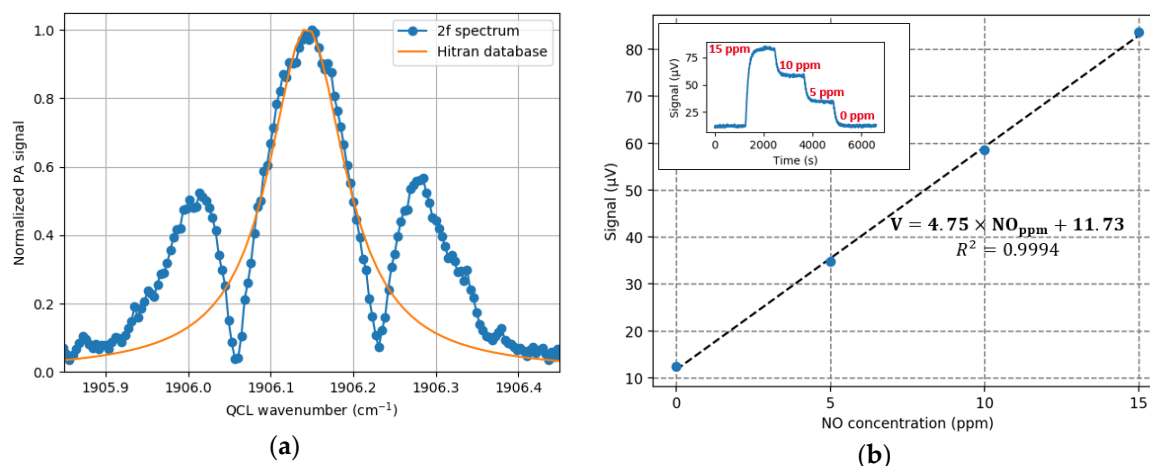 2f spectrum
Hitran database
Normalized PA signal
1.0
0.8
0.6
0.4
0.2
0.0
1905.9 1906.0 1906.1 1906.2 1906.3 1906.4
QCL wavenumber (cm⁻¹)
(a)
Signal (µV)
80
70
60
50
40
30
20
10
0 5 10 15
NO concentration (ppm)
Signal (µV)
75
50
25
0 2000 4000 6000
Time (s)
15 ppm
10 ppm
5 ppm
0 ppm
V = 4.75 × NOₚₚₘ + 11.73
R² = 0.9994
(b)